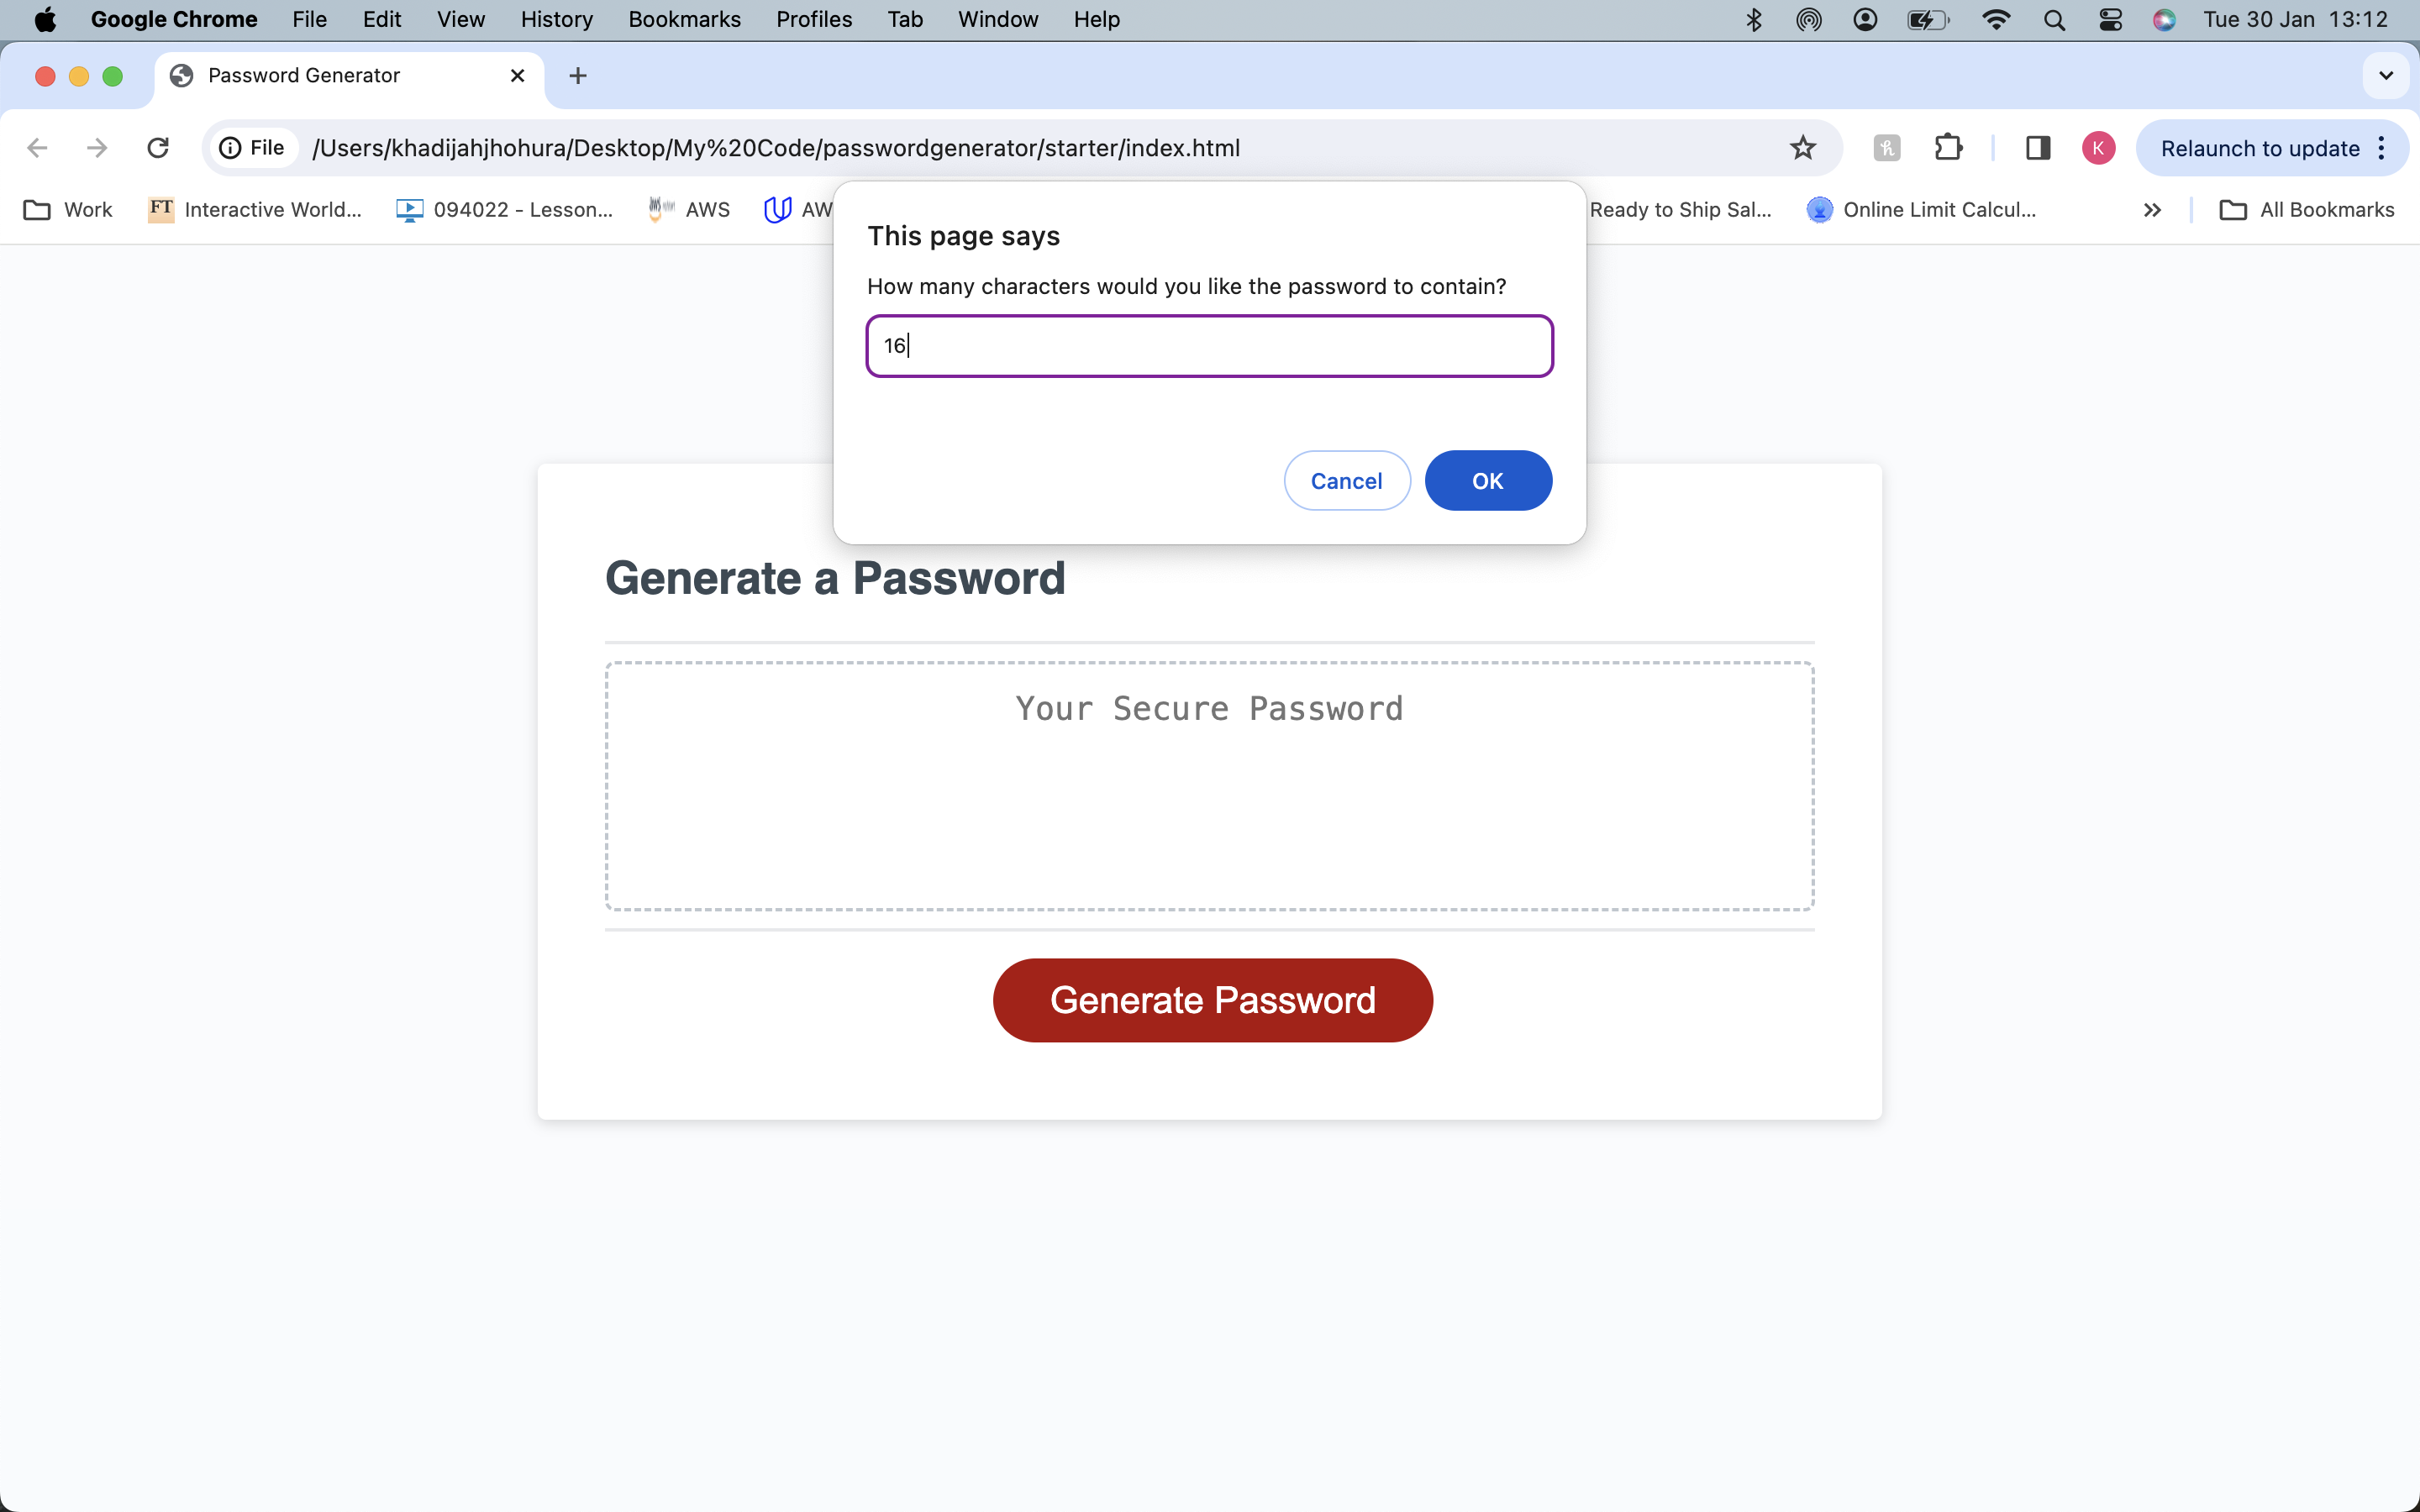 Google Chrome File Edit View History Bookmarks Profiles Tab Window Help Tue 30 Jan 13:12
Password Generator
File /Users/khadijahjhohura/Desktop/My%20Code/passwordgenerator/starter/index.html K Relaunch to update
Work FT Interactive World... 094022 - Lesson... AWS AW Ready to Ship Sal... Online Limit Calcul... All Bookmarks
This page says
How many characters would you like the password to contain?
16
Cancel OK
Generate a Password
Your Secure Password
Generate Password